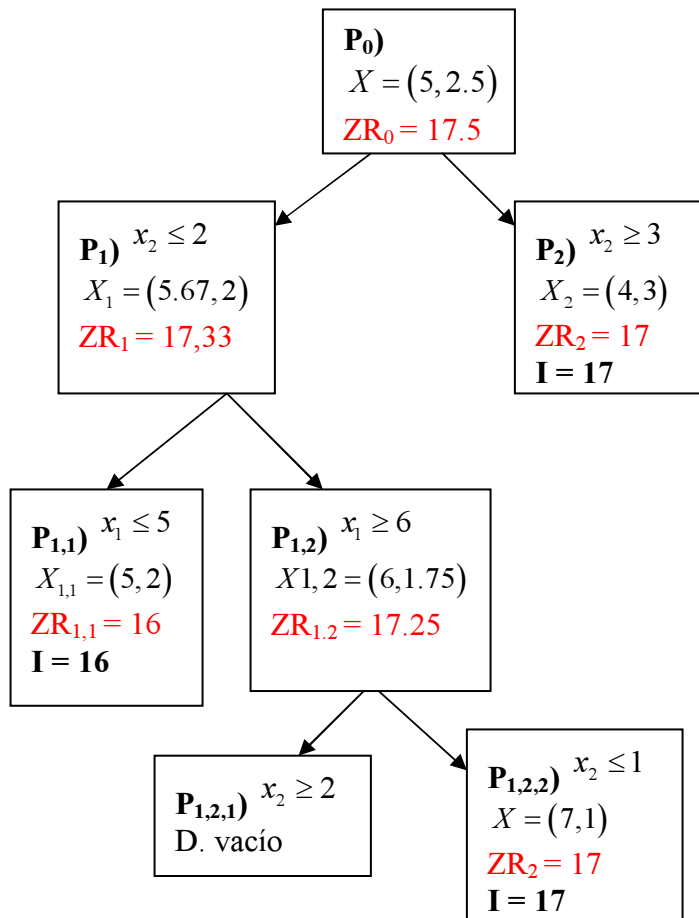 P₀)
X = (5, 2.5)
ZR₀ = 17.5
P₁) x₂ ≤ 2
X₁ = (5.67, 2)
ZR₁ = 17,33
P₂) x₂ ≥ 3
X₂ = (4, 3)
ZR₂ = 17
I = 17
P₁,₁) x₁ ≤ 5
X₁,₁ = (5, 2)
ZR₁,₁ = 16
I = 16
P₁,₂) x₁ ≥ 6
X1, 2 = (6,1.75)
ZR₁.₂ = 17.25
P₁,₂,₁) x₂ ≥ 2
D. vacío
P₁,₂,₂) x₂ ≤ 1
X = (7,1)
ZR₂ = 17
I = 17